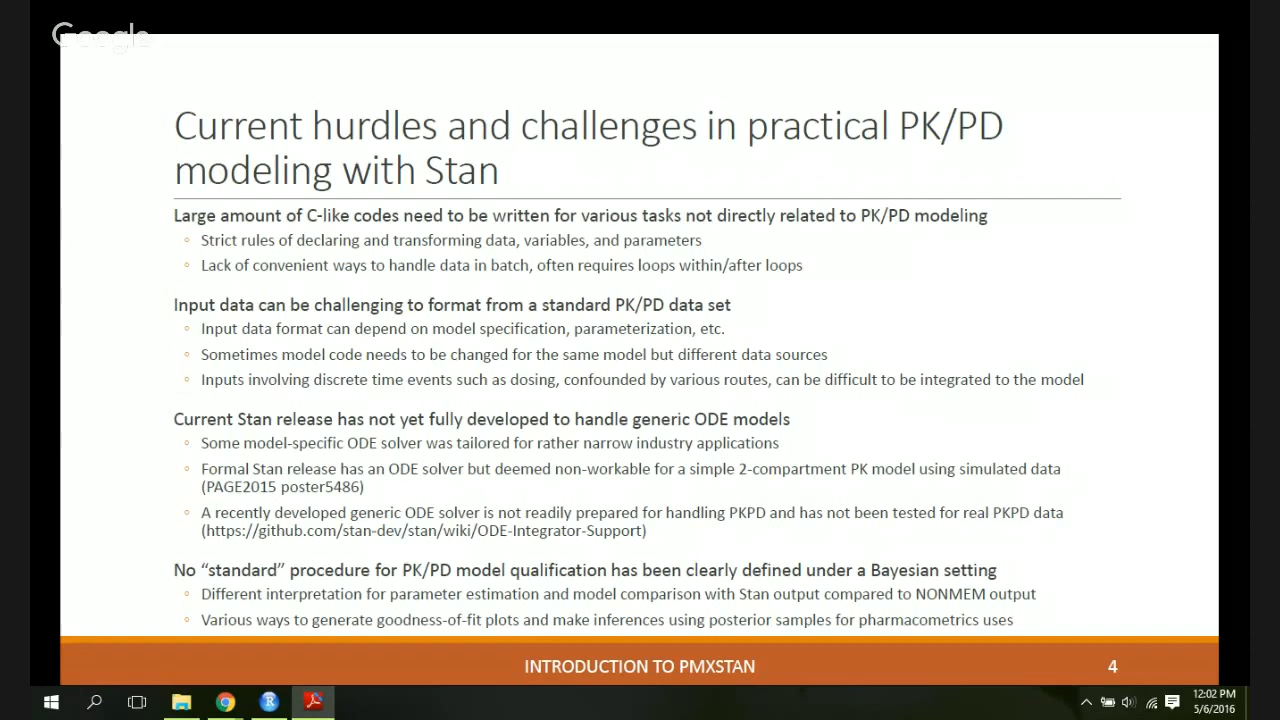 Google
Current hurdles and challenges in practical PK/PD
modeling with Stan
Large amount of C-like codes need to be written for various tasks not directly related to PK/PD modeling
◦ Strict rules of declaring and transforming data, variables, and parameters
◦ Lack of convenient ways to handle data in batch, often requires loops within/after loops
Input data can be challenging to format from a standard PK/PD data set
◦ Input data format can depend on model specification, parameterization, etc.
◦ Sometimes model code needs to be changed for the same model but different data sources
◦ Inputs involving discrete time events such as dosing, confounded by various routes, can be difficult to be integrated to the model
Current Stan release has not yet fully developed to handle generic ODE models
◦ Some model-specific ODE solver was tailored for rather narrow industry applications
◦ Formal Stan release has an ODE solver but deemed non-workable for a simple 2-compartment PK model using simulated data
(PAGE2015 poster5486)
◦ A recently developed generic ODE solver is not readily prepared for handling PKPD and has not been tested for real PKPD data
(https://github.com/stan-dev/stan/wiki/ODE-Integrator-Support)
No “standard” procedure for PK/PD model qualification has been clearly defined under a Bayesian setting
◦ Different interpretation for parameter estimation and model comparison with Stan output compared to NONMEM output
◦ Various ways to generate goodness-of-fit plots and make inferences using posterior samples for pharmacometrics uses
INTRODUCTION TO PMXSTAN
4
R
12:02 PM
5/6/2016